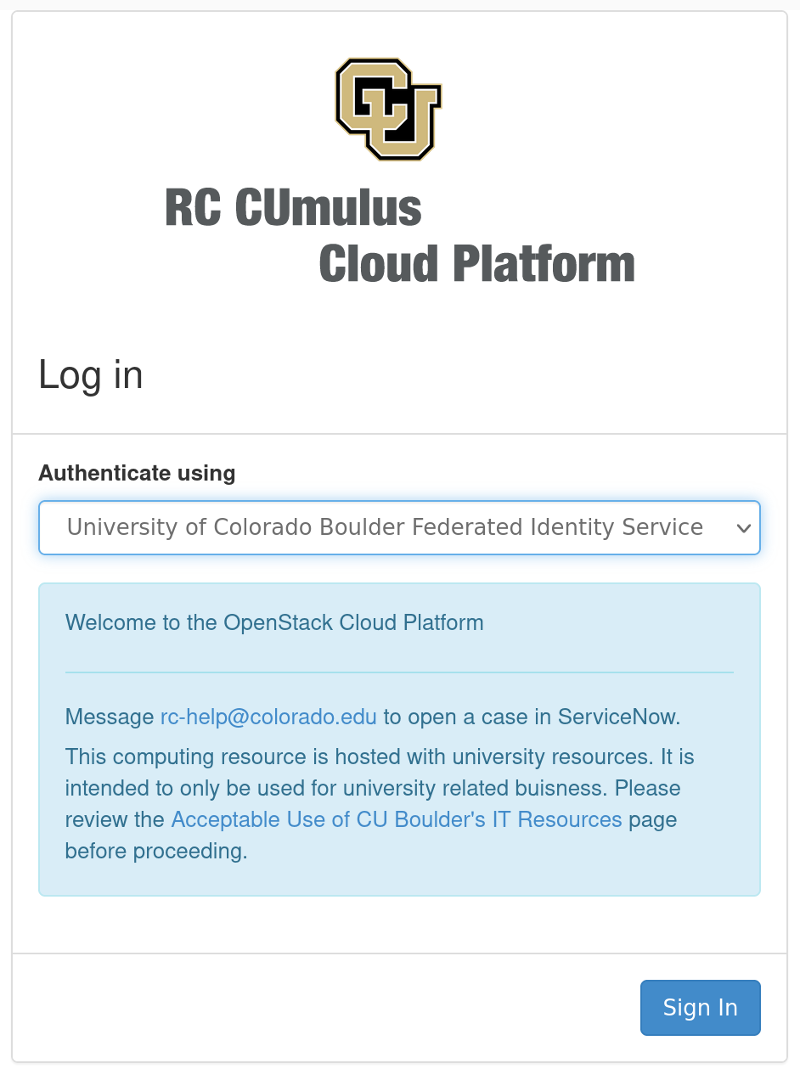 CU
RC CUmulus
Cloud Platform
Log in
Authenticate using
University of Colorado Boulder Federated Identity Service
Welcome to the OpenStack Cloud Platform
Message rc-help@colorado.edu to open a case in ServiceNow.
This computing resource is hosted with university resources. It is
intended to only be used for university related buisness. Please
review the Acceptable Use of CU Boulder's IT Resources page
before proceeding.
Sign In